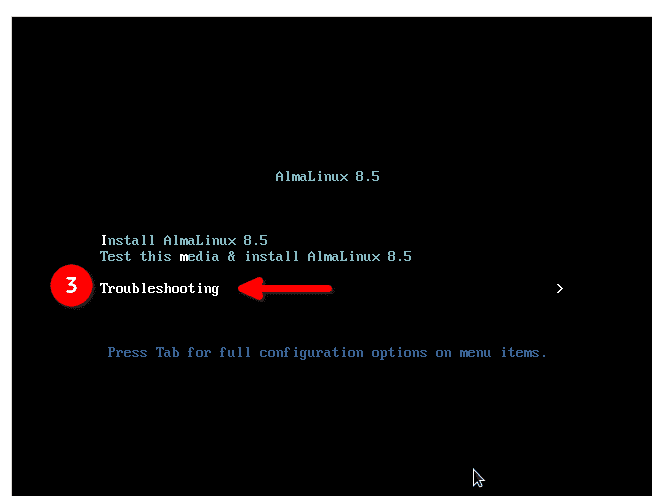 AlmaLinux 8.5
Install AlmaLinux 8.5
Test this media & install AlmaLinux 8.5
3 Troubleshooting >
Press Tab for full configuration options on menu items.